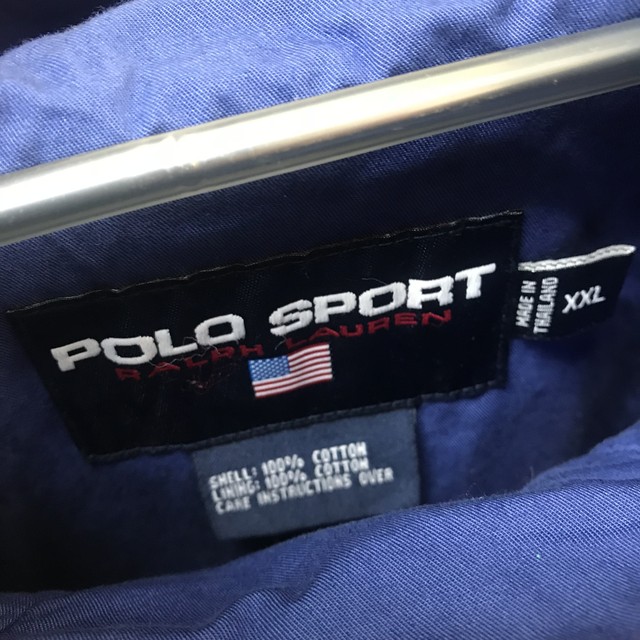 POLO SPORT
RALPH LAUREN
MADE IN
THAILAND
XXL
SHELL: 100% COTTON
LINING: 100% COTTON
CARE INSTRUCTIONS OVER